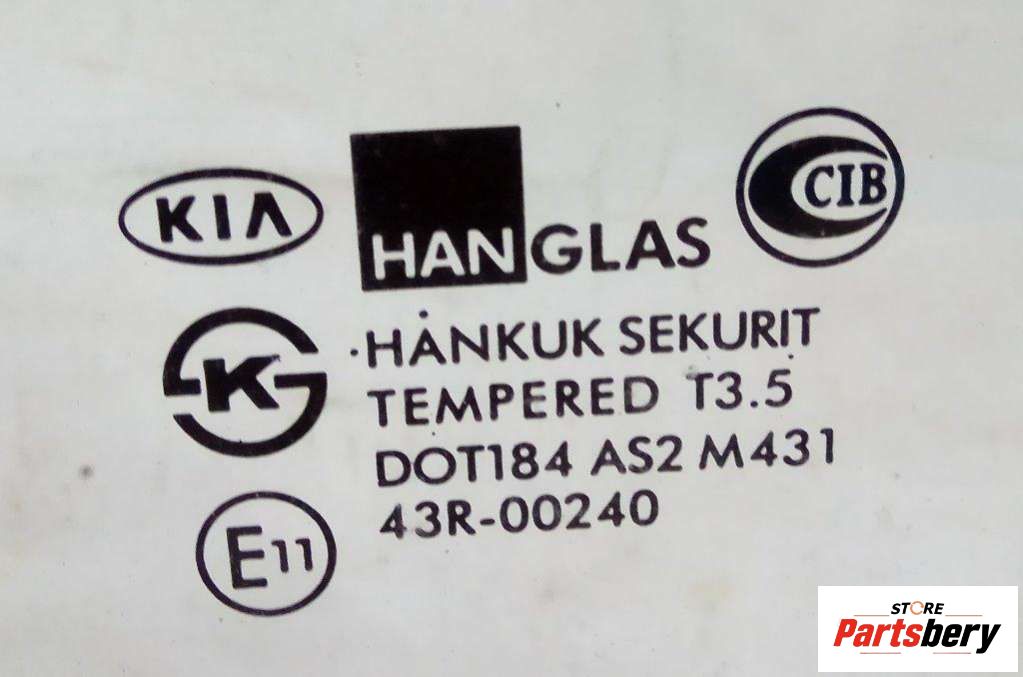 KIA
HANGLAS
CIB
K
·HANKUK SEKURIT
TEMPERED T3.5
DOT184 AS2 M431
43R-00240
E11
STORE
Partsbery